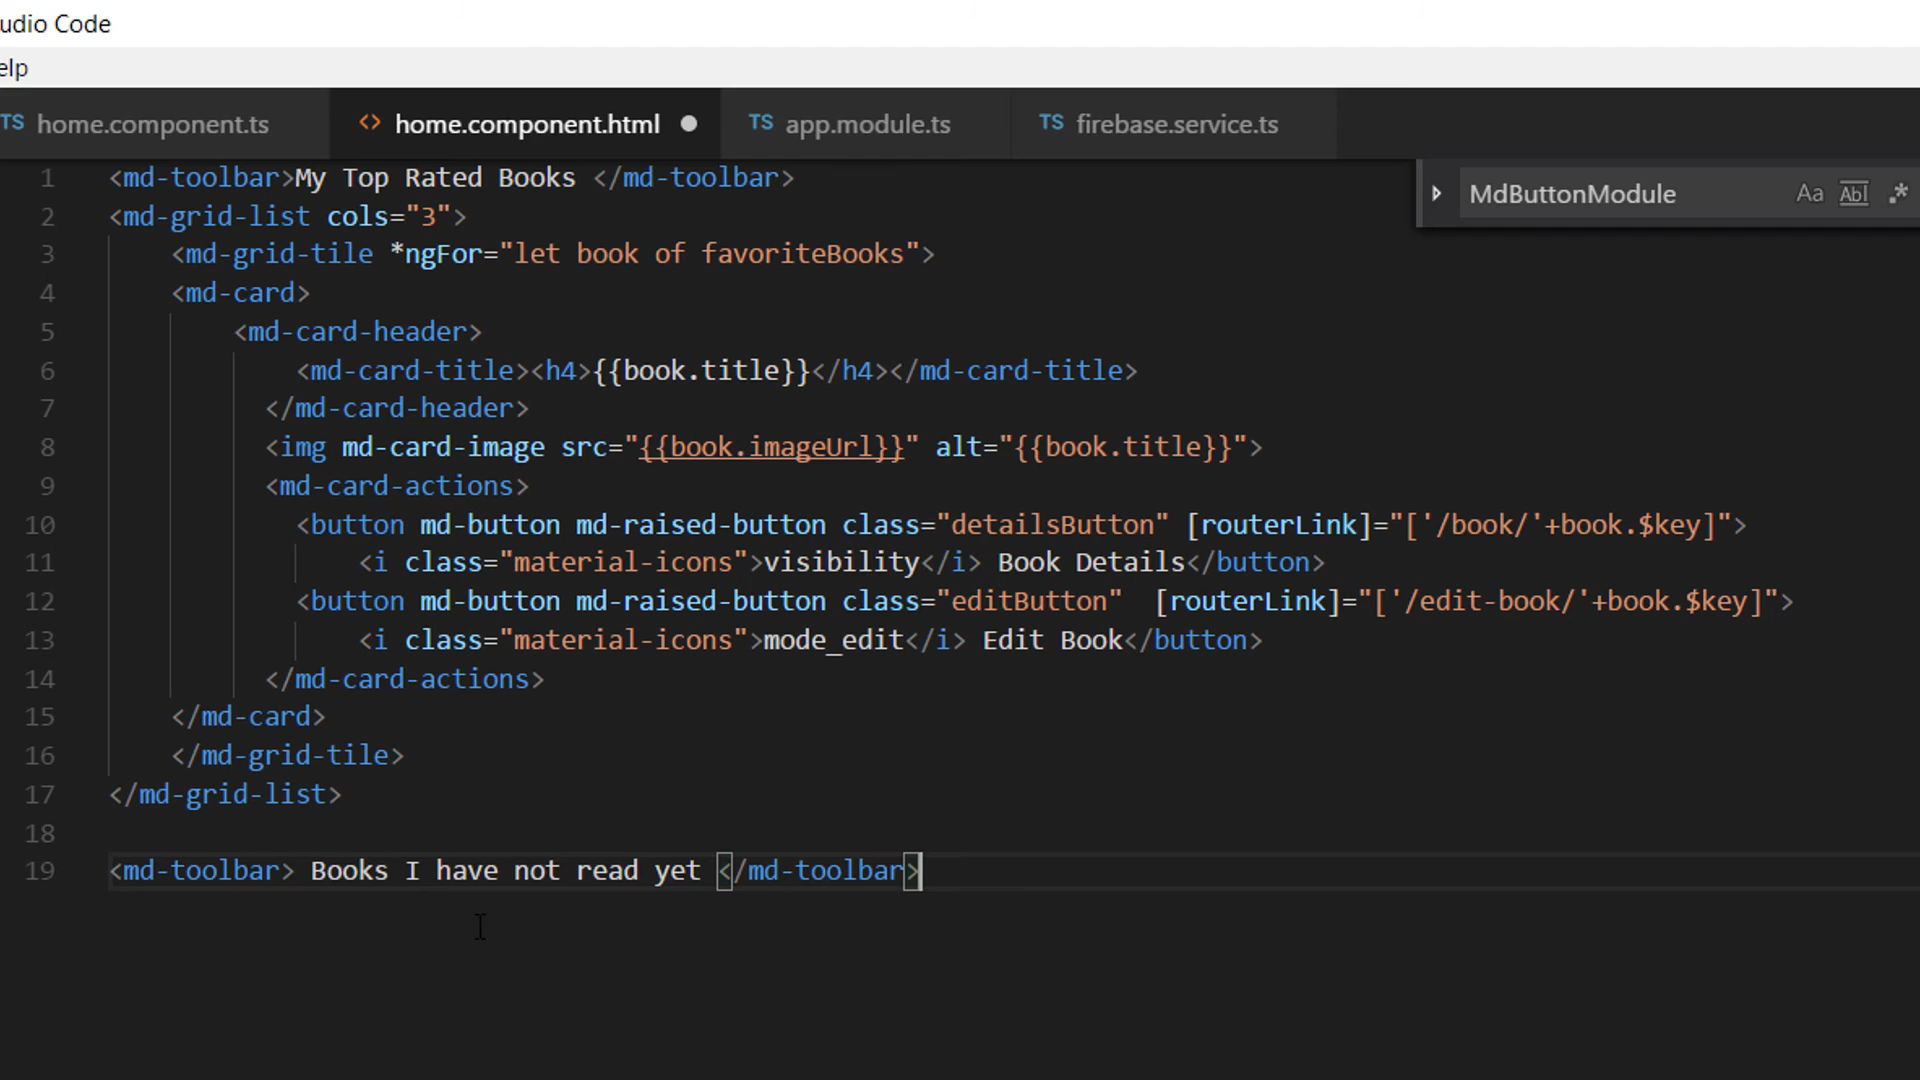 udio Code
elp
TS home.component.ts <> home.component.html TS app.module.ts TS firebase.service.ts
MdButtonModule Aa Abl .*
1 <md-toolbar>My Top Rated Books </md-toolbar>
2 <md-grid-list cols="3">
3 <md-grid-tile *ngFor="let book of favoriteBooks">
4 <md-card>
5 <md-card-header>
6 <md-card-title><h4>{{book.title}}</h4></md-card-title>
7 </md-card-header>
8 <img md-card-image src="{{book.imageUrl}}" alt="{{book.title}}">
9 <md-card-actions>
10 <button md-button md-raised-button class="detailsButton" [routerLink]="['/book/'+book.$key]">
11 <i class="material-icons">visibility</i> Book Details</button>
12 <button md-button md-raised-button class="editButton"  [routerLink]="['/edit-book/'+book.$key]">
13 <i class="material-icons">mode_edit</i> Edit Book</button>
14 </md-card-actions>
15 </md-card>
16 </md-grid-tile>
17 </md-grid-list>
18
19 <md-toolbar> Books I have not read yet </md-toolbar>